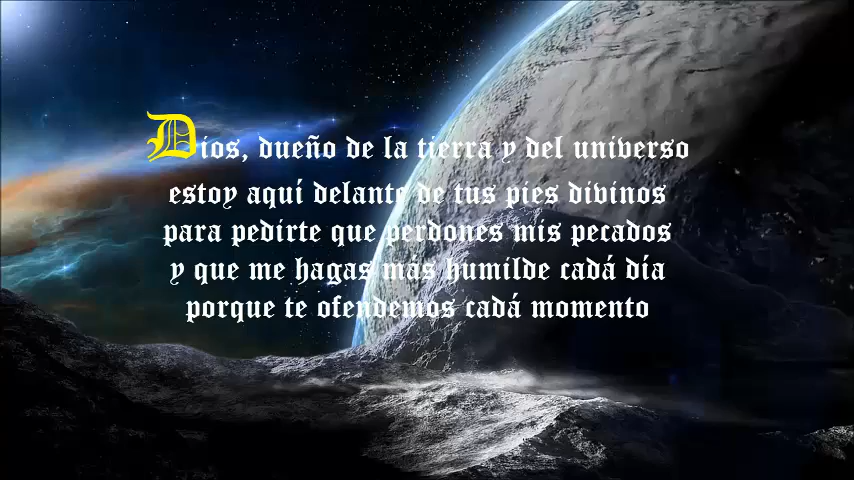 Dios, dueño de la tierra y del universo
estoy aquí delante de tus pies divinos
para pedirte que perdones mis pecados
y que me hagas mas humilde cadá día
porque te ofendemos cadá momento